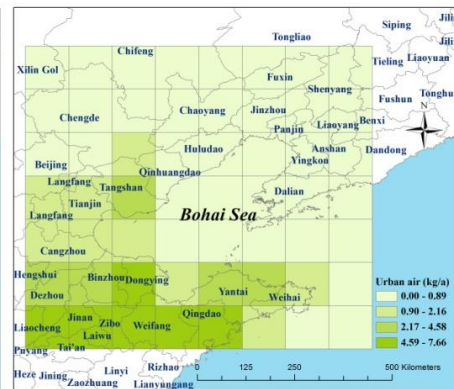 Siping
Jili
Tongliao
Jili
Chifeng
Tieling
Liaoyuan
Xilin Gol
Fuxin
Shenyang
Fushun
Tonghu
N
Chengde
Chaoyang
Jinzhou
Liaoyang
Benxi
Panjin
Huludao
Anshan
Dandong
Yingkou
Beijing
Qinhuangdao
Langfang
Tangshan
Dalian
Tianjin
Langfang
Bohai Sea
Cangzhou
Hengshui
Binzhou
Dongying
Urban air (kg/a)
Dezhou
Yantai
0.00 - 0.89
Weihai
0.90 - 2.16
Jinan
Qingdao
2.17 - 4.58
Liaocheng
Zibo
Weifang
4.59 - 7.66
Laiwu
Puyang
Tai'an
Heze
Jining
Linyi
Rizhao
0 125 250 500 Kilometers
Zaozhuang
Lianyungang